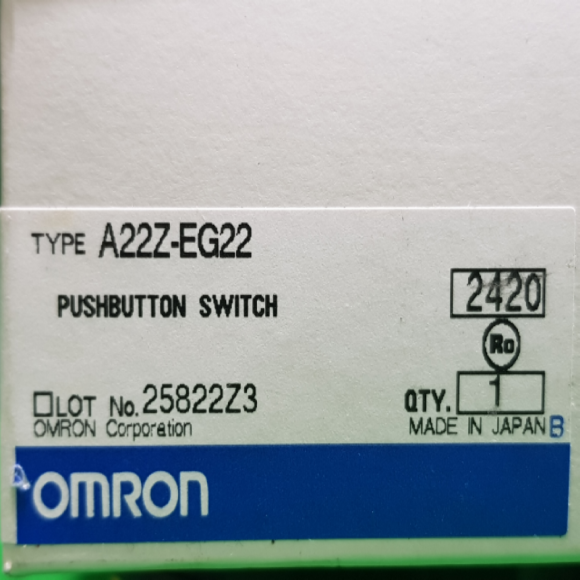 TYPE A22Z-EG22
PUSHBUTTON SWITCH
2420
Ro
□LOT No. 25822Z3
QTY. 1
OMRON Corporation
MADE IN JAPAN B
OMRON